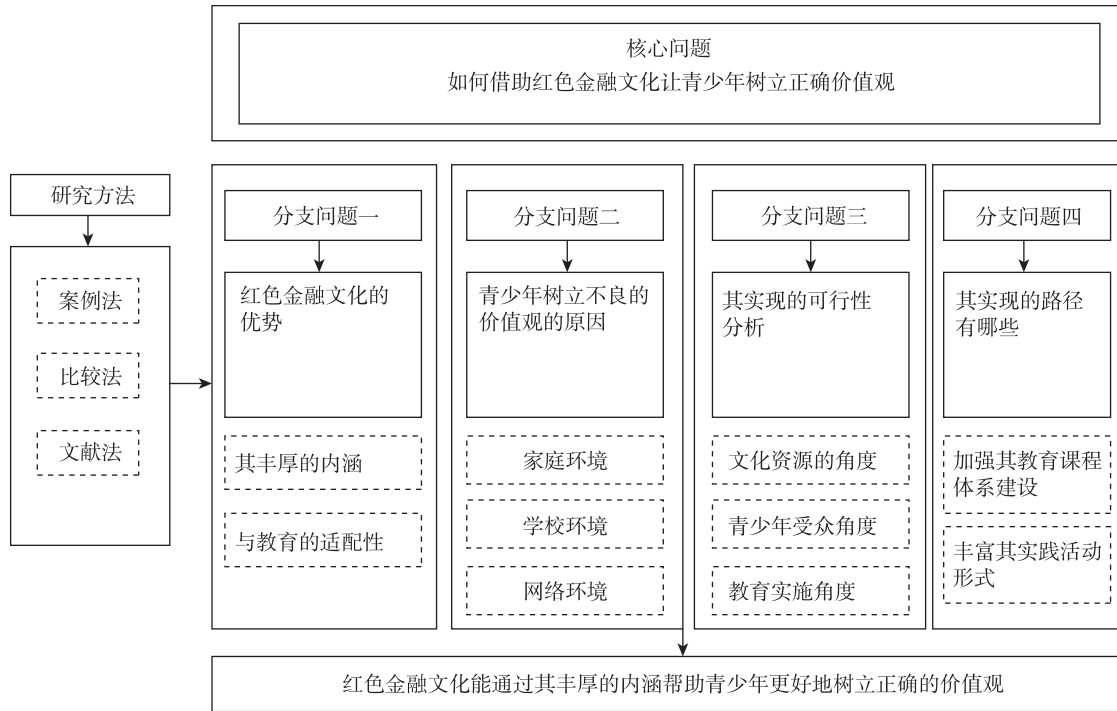 核心问题
如何借助红色金融文化让青少年树立正确价值观
研究方法
案例法
比较法
文献法
分支问题一
红色金融文化的
优势
其丰厚的内涵
与教育的适配性
分支问题二
青少年树立不良的
价值观的原因
家庭环境
学校环境
网络环境
分支问题三
其实现的可行性
分析
文化资源的角度
青少年受众角度
教育实施角度
分支问题四
其实现的路径
有哪些
加强其教育课程
体系建设
丰富其实践活动
形式
红色金融文化能通过其丰厚的内涵帮助青少年更好地树立正确的价值观